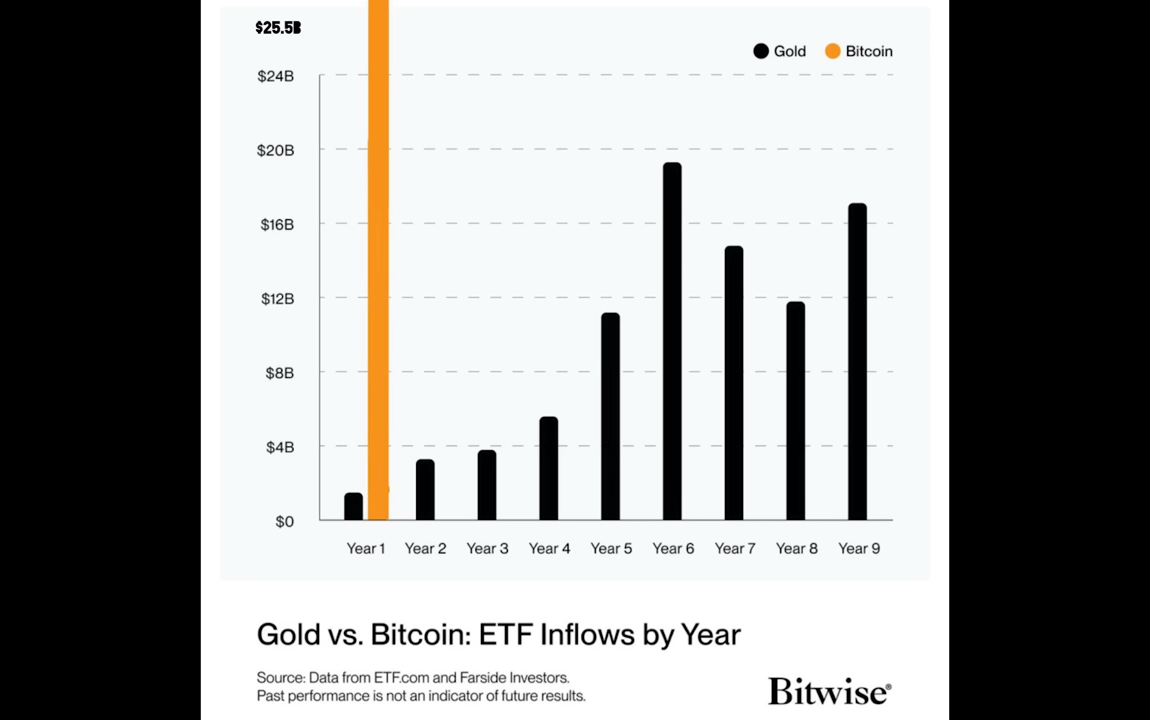 $25.5B
Gold Bitcoin
$24B
$20B
$16B
$12B
$8B
$4B
$0
Year 1 Year 2 Year 3 Year 4 Year 5 Year 6 Year 7 Year 8 Year 9
Gold vs. Bitcoin: ETF Inflows by Year
Source: Data from ETF.com and Farside Investors.
Past performance is not an indicator of future results.
Bitwise®